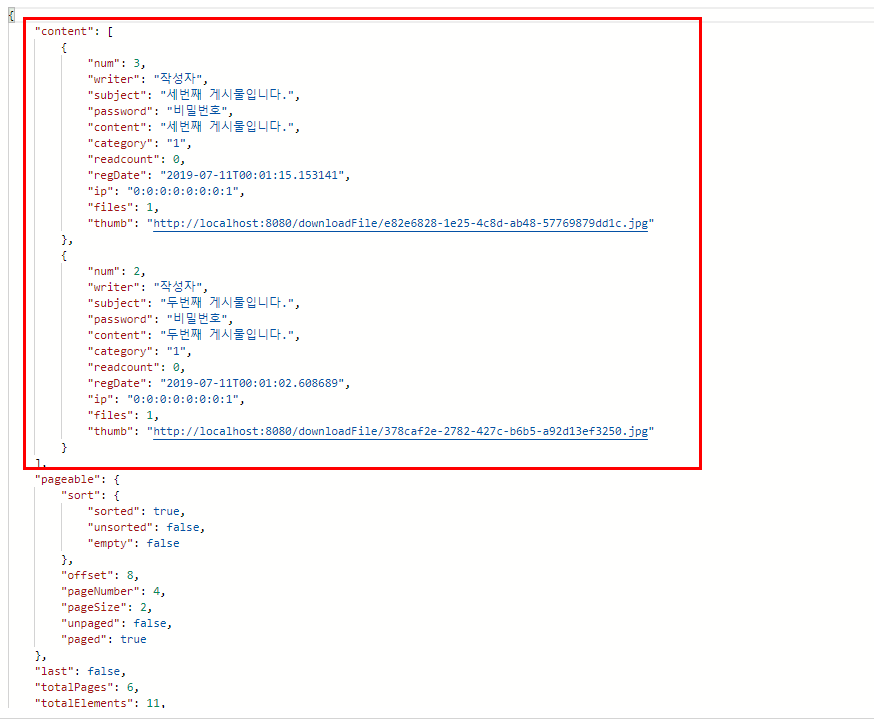 {
"content": [
{
"num": 3,
"writer": "작성자",
"subject": "세번째 게시물입니다.",
"password": "비밀번호",
"content": "세번째 게시물입니다.",
"category": "1",
"readcount": 0,
"regDate": "2019-07-11T00:01:15.153141",
"ip": "0:0:0:0:0:0:0:1",
"files": 1,
"thumb": "http://localhost:8080/downloadFile/e82e6828-1e25-4c8d-ab48-57769879dd1c.jpg"
},
{
"num": 2,
"writer": "작성자",
"subject": "두번째 게시물입니다.",
"password": "비밀번호",
"content": "두번째 게시물입니다.",
"category": "1",
"readcount": 0,
"regDate": "2019-07-11T00:01:02.608689",
"ip": "0:0:0:0:0:0:0:1",
"files": 1,
"thumb": "http://localhost:8080/downloadFile/378caf2e-2782-427c-b6b5-a92d13ef3250.jpg"
}
],
"pageable": {
"sort": {
"sorted": true,
"unsorted": false,
"empty": false
},
"offset": 8,
"pageNumber": 4,
"pageSize": 2,
"unpaged": false,
"paged": true
},
"last": false,
"totalPages": 6,
"totalElements": 11,